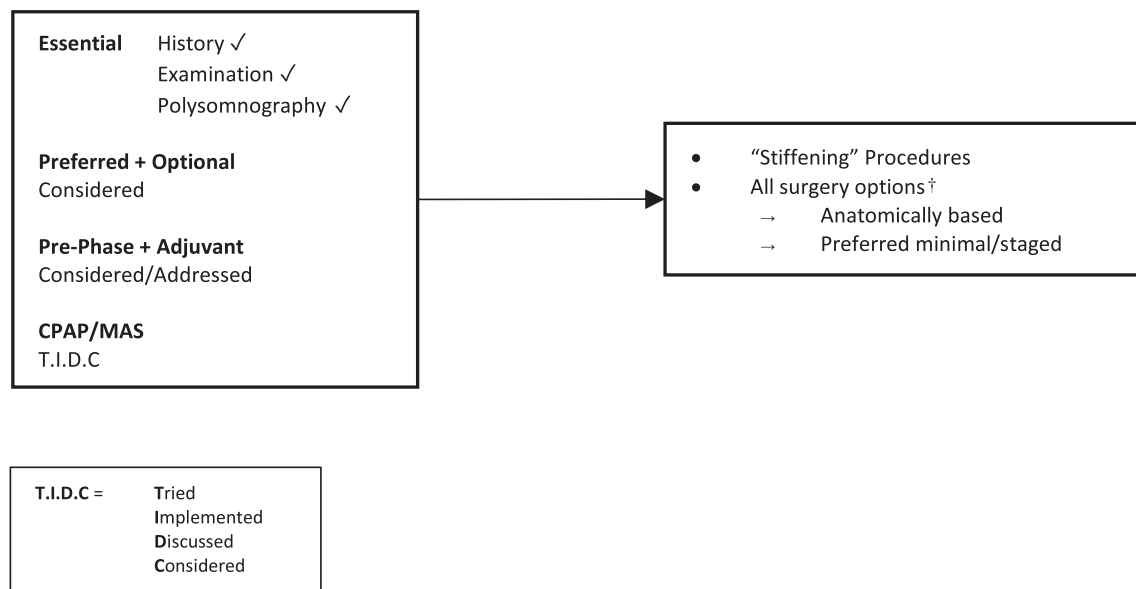 Essential History ✓
Examination ✓
Polysomnography ✓
Preferred + Optional
Considered
Pre-Phase + Adjuvant
Considered/Addressed
CPAP/MAS
T.I.D.C
• “Stiffening” Procedures
• All surgery options†
→ Anatomically based
→ Preferred minimal/staged
T.I.D.C = Tried
Implemented
Discussed
Considered